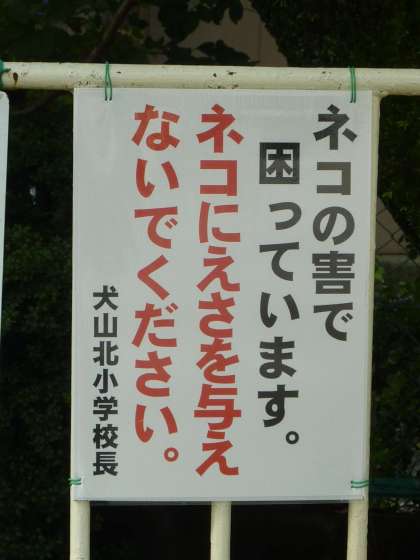 ネコの害で
困っています。
ネコにえさを与え
ないでください。
犬山北小学校長